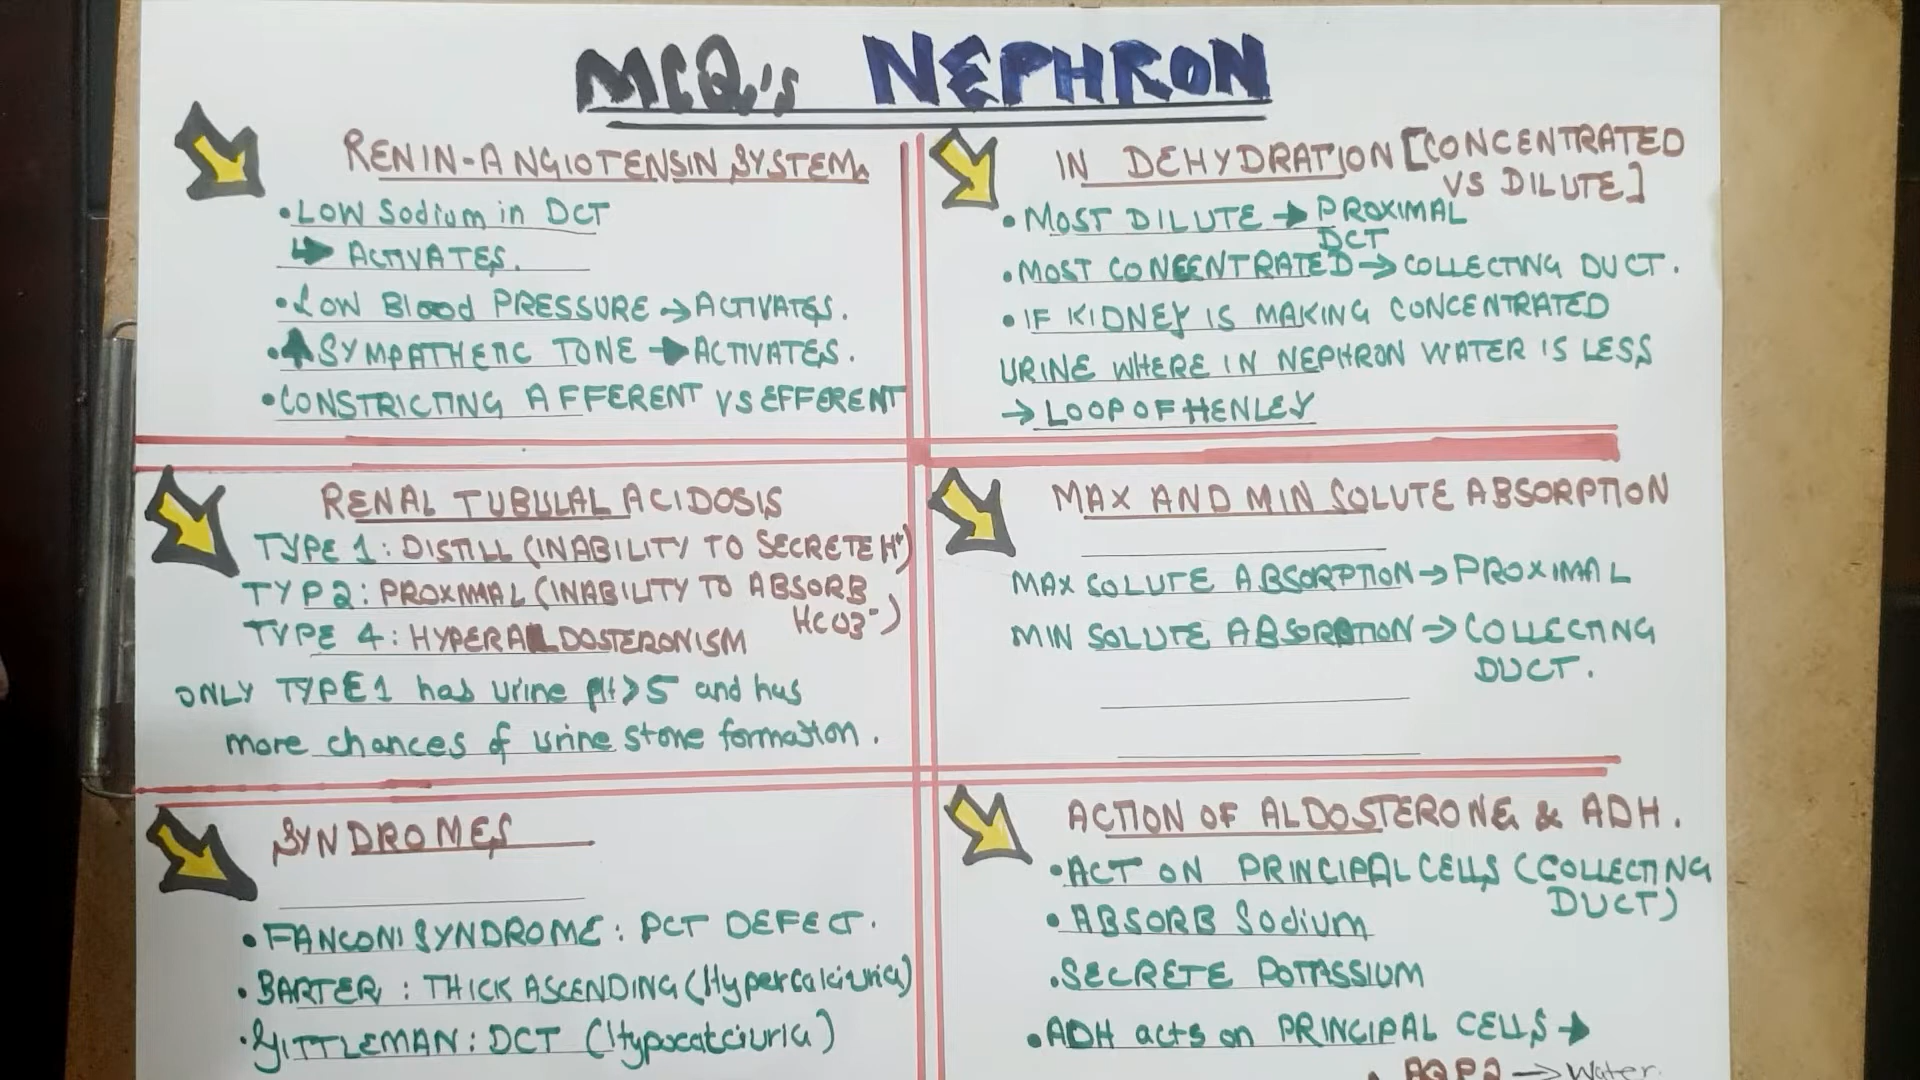 MCQ's NEPHRON
RENIN-ANGIOTENSIN SYSTEM
• LOW Sodium in DCT
↳ ACTIVATES.
• LOW Blood PRESSURE → ACTIVATES.
• ↑ SYMPATHETIC TONE → ACTIVATES.
• CONSTRICTING AFFERENT VS EFFERENT
IN DEHYDRATION [CONCENTRATED
VS DILUTE]
• MOST DILUTE → PROXIMAL
DCT
• MOST CONCENTRATED → COLLECTING DUCT.
• IF KIDNEY IS MAKING CONCENTRATED
URINE WHERE IN NEPHRON WATER IS LESS
→ LOOP OF HENLEY
RENAL TUBULAL ACIDOSIS
TYPE 1: DISTILL (INABILITY TO SECRETE H+)
TYP 2: PROXIMAL (INABILITY TO ABSORB
HCO3-)
TYPE 4: HYPERALDOSTERONISM
ONLY TYPE 1 has urine pH > 5 and has
more chances of urine stone formation.
MAX AND MIN SOLUTE ABSORPTION
MAX SOLUTE ABSORPTION → PROXIMAL
MIN SOLUTE ABSORPTION → COLLECTING
DUCT.
SYNDROMES
• FANCONI SYNDROME: PCT DEFECT.
• BARTER: THICK ASCENDING (Hypercalciuria)
• GITTLEMAN: DCT (Hypocalciuria)
ACTION OF ALDOSTERONE & ADH.
• ACT ON PRINCIPAL CELLS (COLLECTING
DUCT)
• ABSORB Sodium
• SECRETE POTASSIUM
• ADH acts on PRINCIPAL CELLS →
• AQP2 → Water.